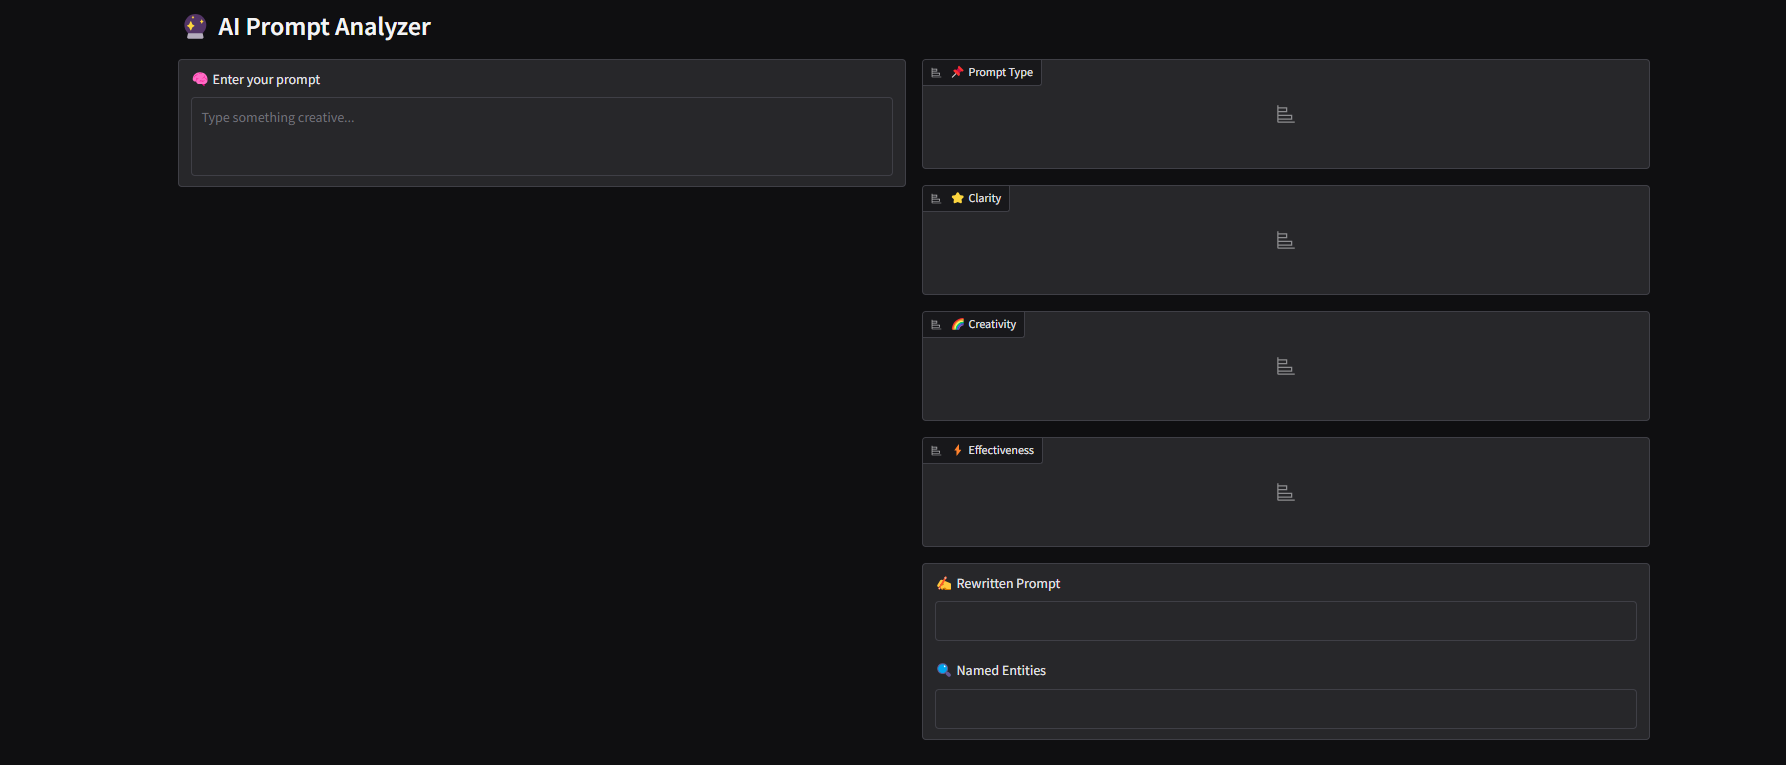 🔮 AI Prompt Analyzer
🧠 Enter your prompt
Type something creative...
📌 Prompt Type
⭐ Clarity
🌈 Creativity
⚡ Effectiveness
✍️ Rewritten Prompt
🔍 Named Entities